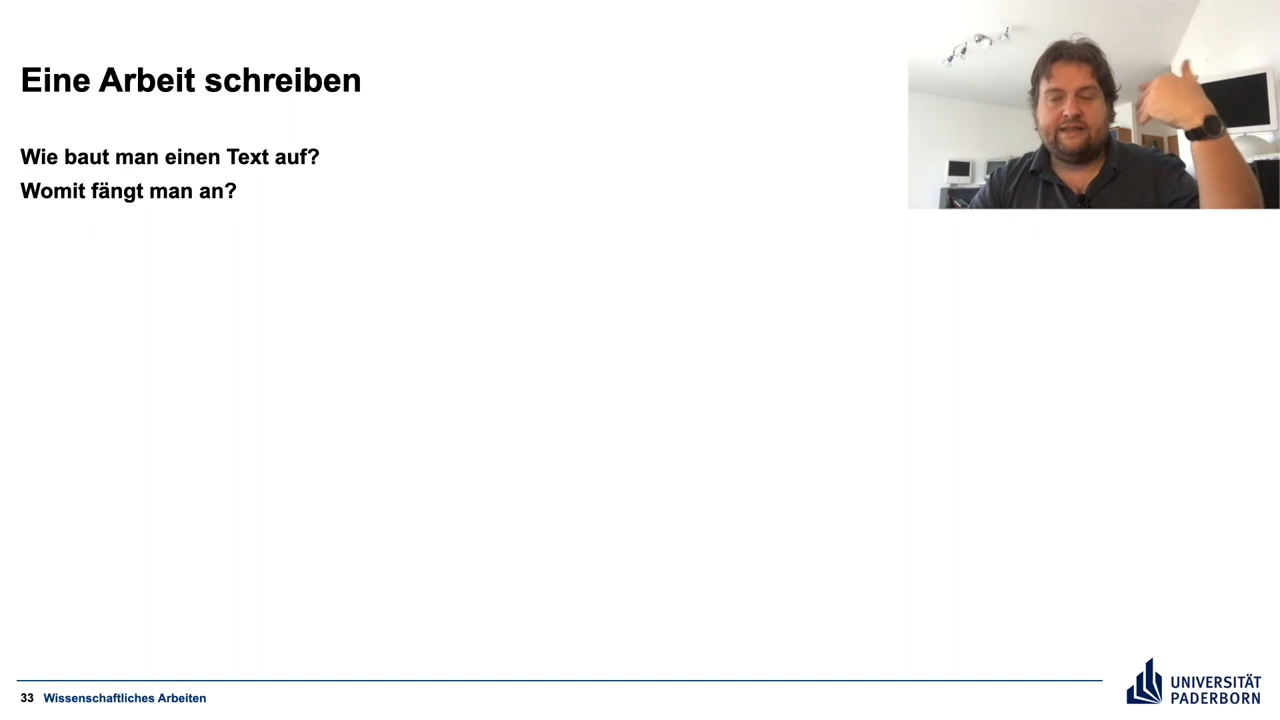 Eine Arbeit schreiben
Wie baut man einen Text auf?
Womit fängt man an?
33 Wissenschaftliches Arbeiten
UNIVERSITÄT
PADERBORN